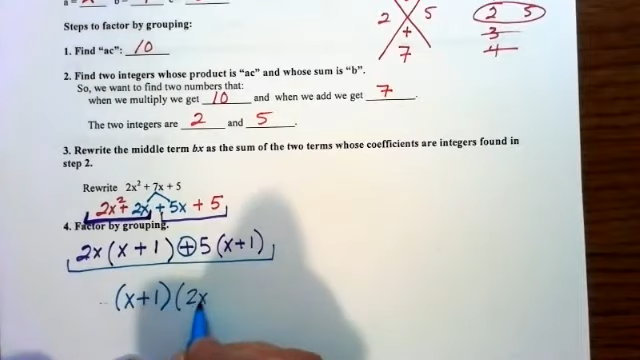 Steps to factor by grouping:
2 5
2 5
+
3
1. Find "ac": 10
4
7
2. Find two integers whose product is "ac" and whose sum is "b".
So, we want to find two numbers that:
when we multiply we get 10 and when we add we get 7.
The two integers are 2 and 5.
3. Rewrite the middle term bx as the sum of the two terms whose coefficients are integers found in
step 2.
Rewrite 2x² + 7x + 5
2x² + 2x + 5x + 5
4. Factor by grouping.
2x(x + 1) + 5(x+1)
(x+1)(2x